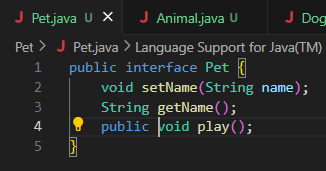 J Pet.java U X J Animal.java U J Dog
Pet > J Pet.java > Language Support for Java(TM)
1 public interface Pet {
2 void setName(String name);
3 String getName();
4 public void play();
5 }